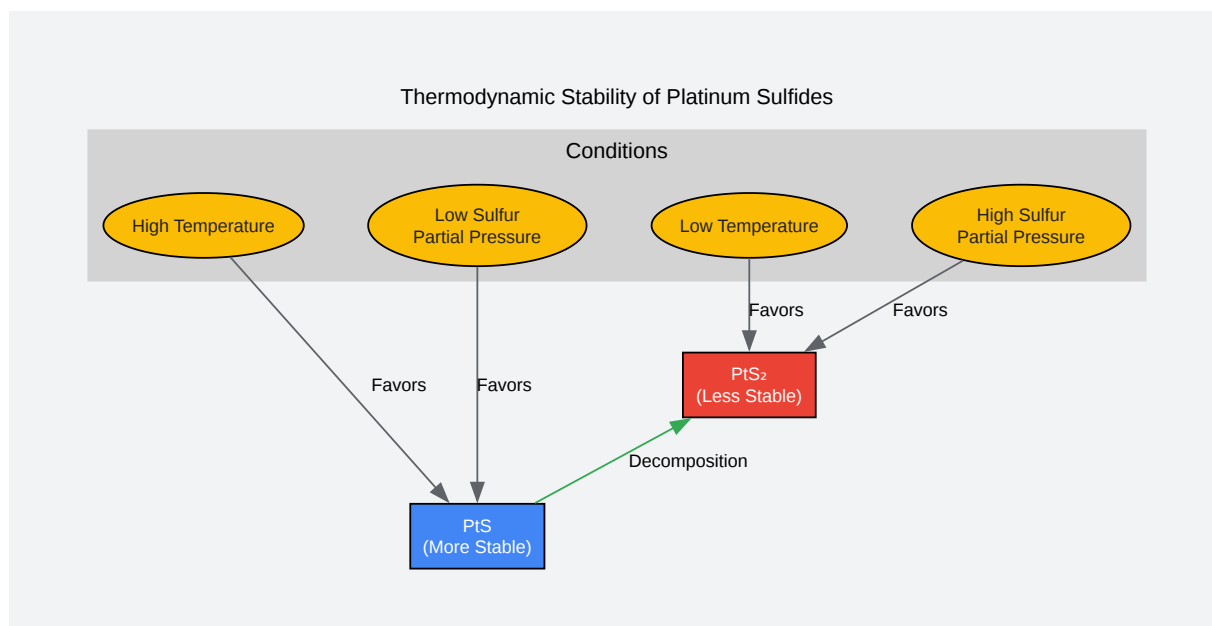 Thermodynamic Stability of Platinum Sulfides
Conditions
High Temperature
Low Sulfur
Partial Pressure
Low Temperature
High Sulfur
Partial Pressure
Favors
Favors
Favors
Favors
PtS₂
(Less Stable)
Decomposition
PtS
(More Stable)